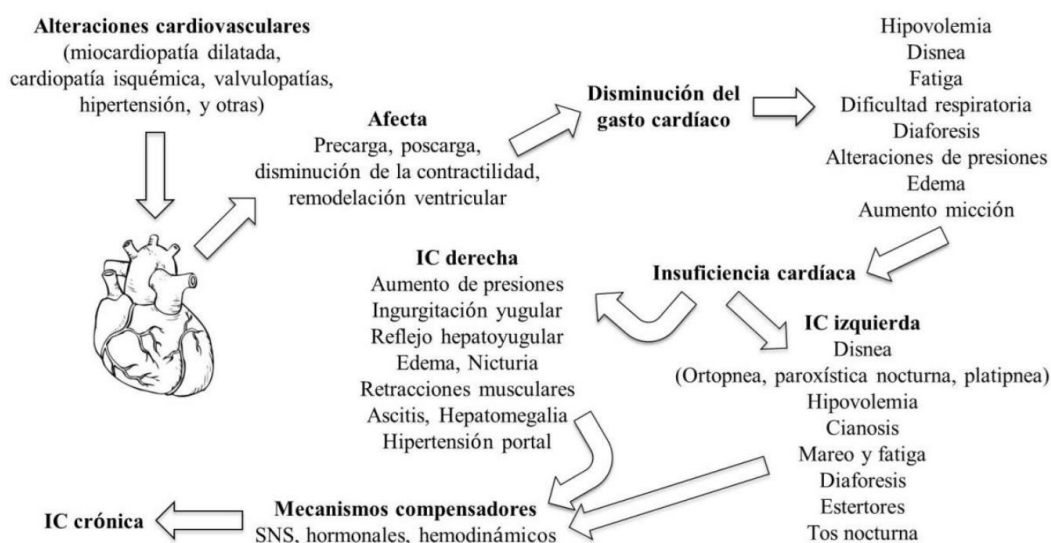 Alteraciones cardiovasculares
(miocardiopatía dilatada,
cardiopatía isquémica, valvulopatías,
hipertensión, y otras)
Afecta
Precarga, poscarga,
disminución de la contractilidad,
remodelación ventricular
Disminución del
gasto cardíaco
Hipovolemia
Disnea
Fatiga
Dificultad respiratoria
Diaforesis
Alteraciones de presiones
Edema
Aumento micción
Insuficiencia cardíaca
IC derecha
Aumento de presiones
Ingurgitación yugular
Reflejo hepatoyugular
Edema, Nicturia
Retracciones musculares
Ascitis, Hepatomegalia
Hipertensión portal
IC izquierda
Disnea
(Ortopnea, paroxística nocturna, platipnea)
Hipovolemia
Cianosis
Mareo y fatiga
Diaforesis
Estertores
Tos nocturna
Mecanismos compensadores
SNS, hormonales, hemodinámicos
IC crónica